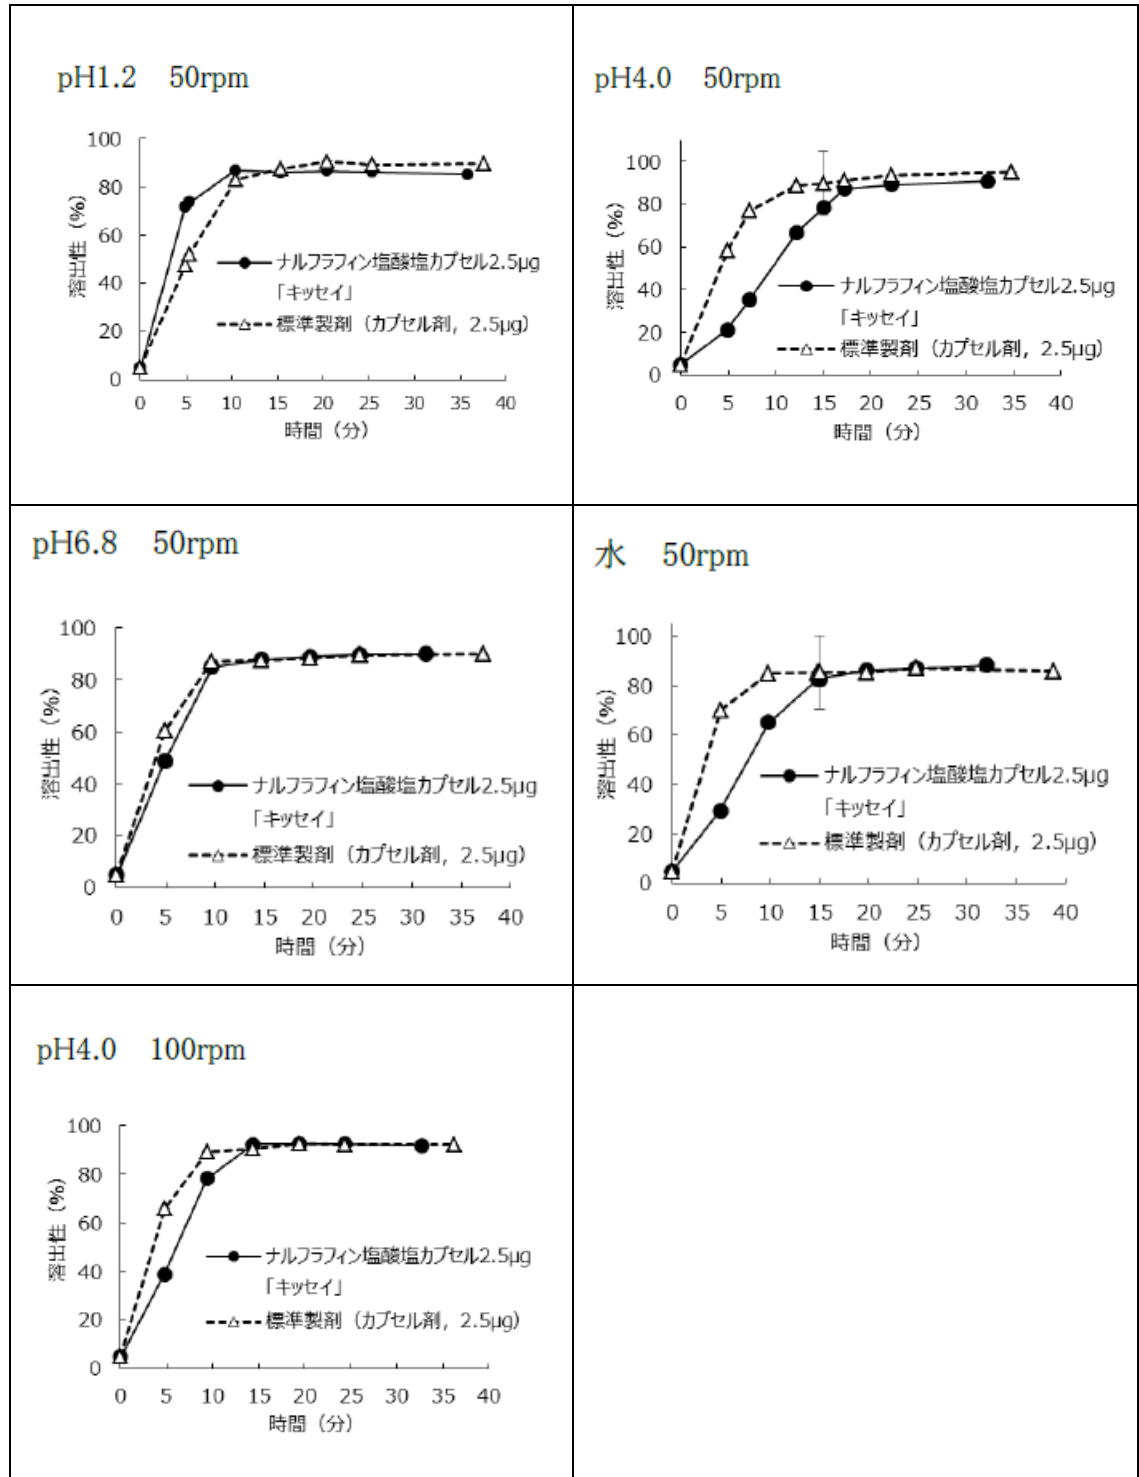 pH1.2 50rpm
100
80
60
40
20
0
溶出性 (%)
ナルフラフィン塩酸塩カプセル2.5μg
「キッセイ」
標準製剤（カプセル剤，2.5μg）
0 5 10 15 20 25 30 35 40
時間（分）
pH4.0 50rpm
100
80
60
40
20
0
溶出性 (%)
ナルフラフィン塩酸塩カプセル2.5μg
「キッセイ」
標準製剤（カプセル剤，2.5μg）
0 5 10 15 20 25 30 35 40
時間（分）
pH6.8 50rpm
100
80
60
40
20
0
溶出性 (%)
ナルフラフィン塩酸塩カプセル2.5μg
「キッセイ」
標準製剤（カプセル剤，2.5μg）
0 5 10 15 20 25 30 35 40
時間（分）
水 50rpm
100
80
60
40
20
0
溶出性 (%)
ナルフラフィン塩酸塩カプセル2.5μg
「キッセイ」
標準製剤（カプセル剤，2.5μg）
0 5 10 15 20 25 30 35 40
時間（分）
pH4.0 100rpm
100
80
60
40
20
0
溶出性 (%)
ナルフラフィン塩酸塩カプセル2.5μg
「キッセイ」
標準製剤（カプセル剤，2.5μg）
0 5 10 15 20 25 30 35 40
時間（分）